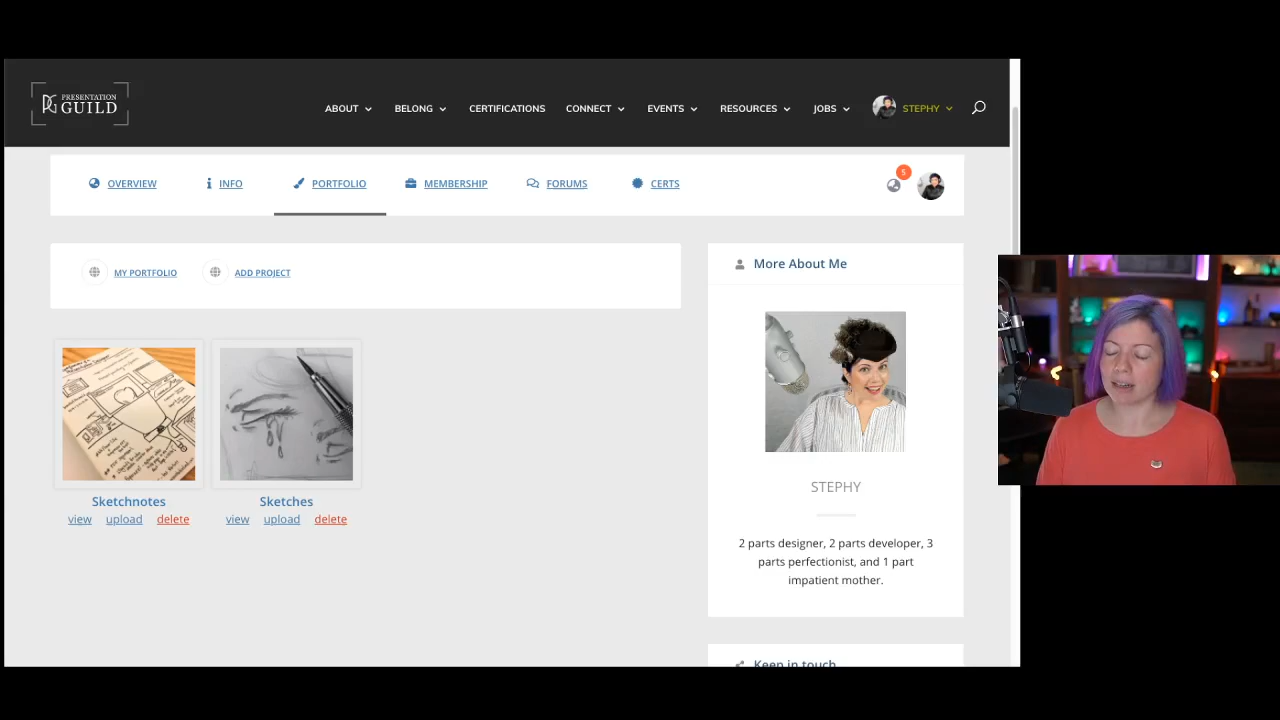 PRESENTATION
GUILD
ABOUT
BELONG
CERTIFICATIONS
CONNECT
EVENTS
RESOURCES
JOBS
STEPHY
OVERVIEW
INFO
PORTFOLIO
MEMBERSHIP
FORUMS
CERTS
5
MY PORTFOLIO
ADD PROJECT
Sketchnotes
view upload delete
Sketches
view upload delete
More About Me
STEPHY
2 parts designer, 2 parts developer, 3
parts perfectionist, and 1 part
impatient mother.
Keep in touch